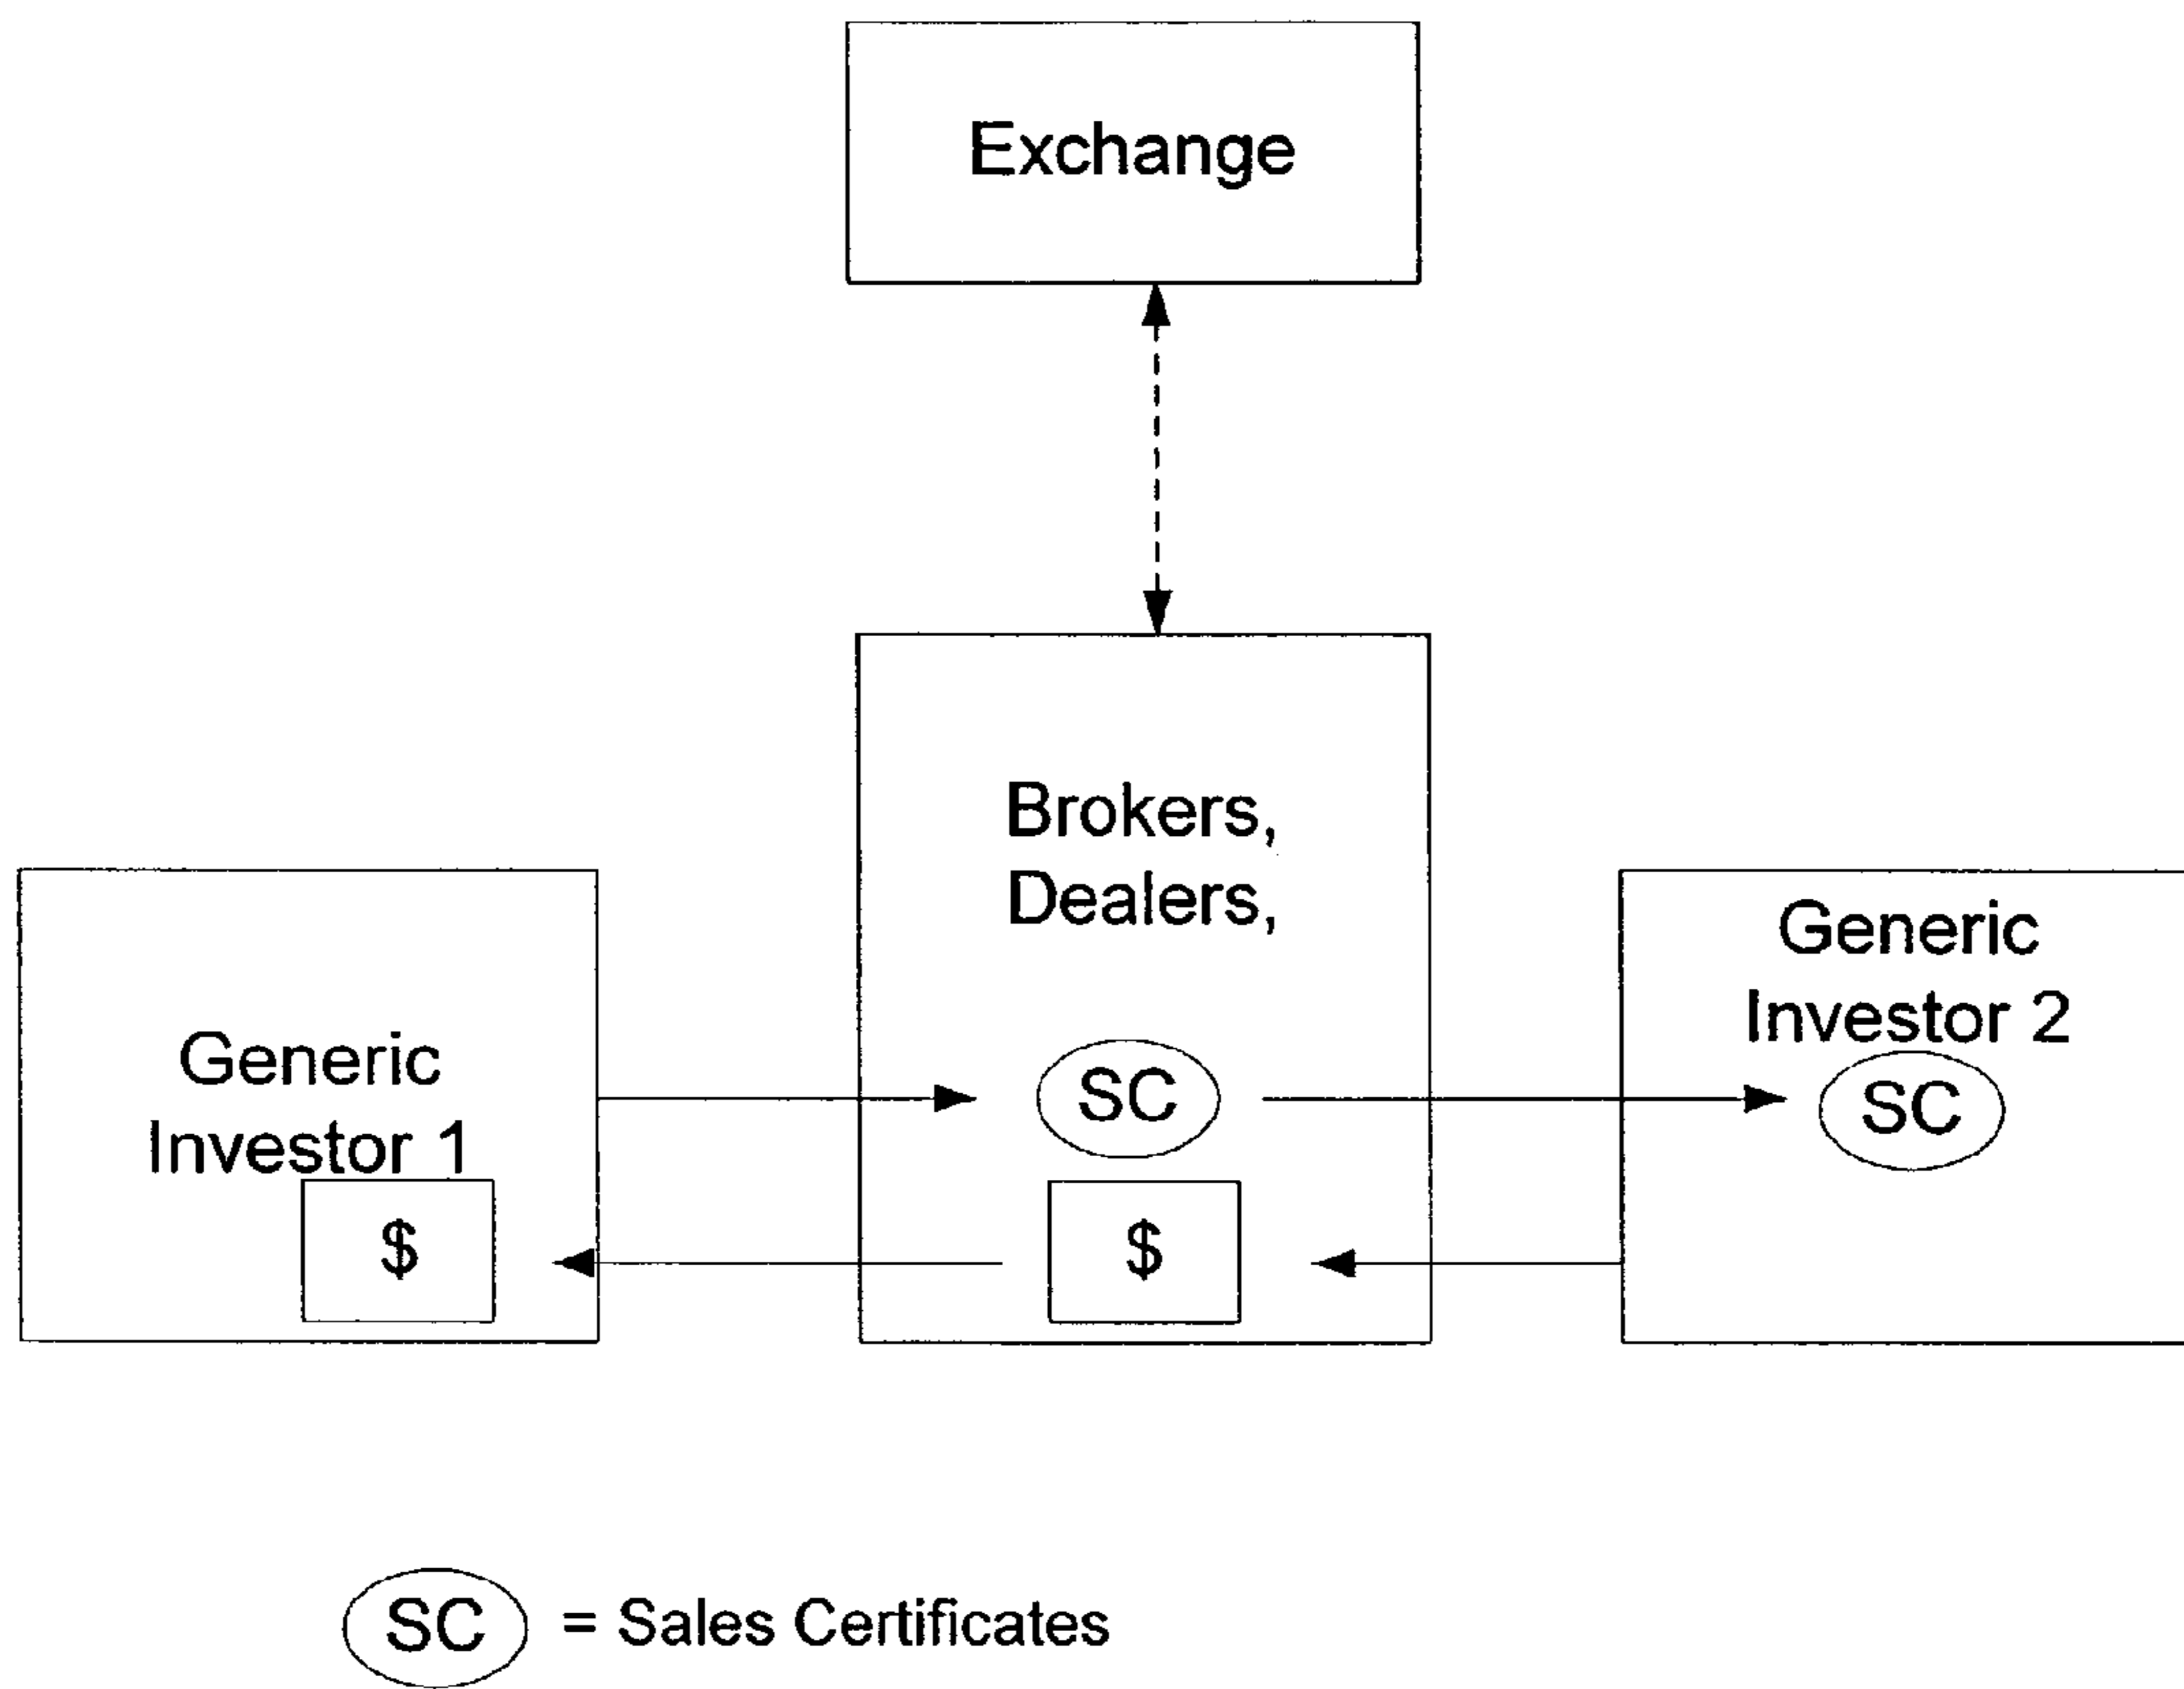 Exchange
Brokers,
Dealers,
SC
$
Generic
Investor 1
$
Generic
Investor 2
SC
SC = Sales Certificates